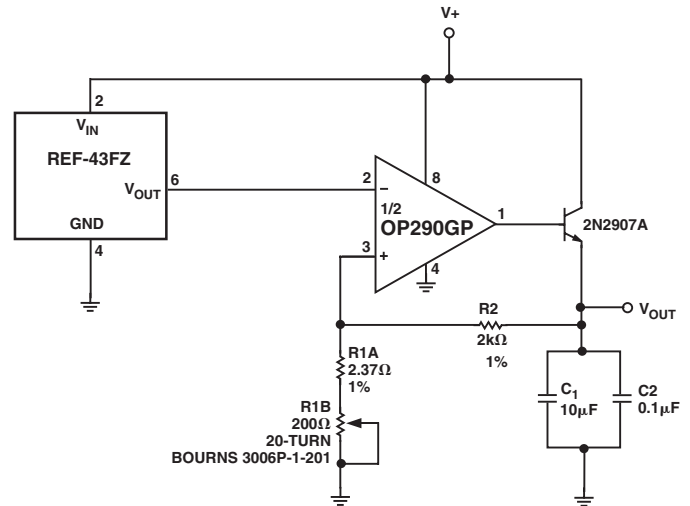 V+
2
VIN
REF-43FZ
VOUT
6
GND
4
2
−
8
1/2
OP290GP
1
3
+
4
2N2907A
R2
2kΩ
1%
VOUT
R1A
2.37Ω
1%
R1B
200Ω
20-TURN
BOURNS 3006P-1-201
C1
10μF
C2
0.1μF